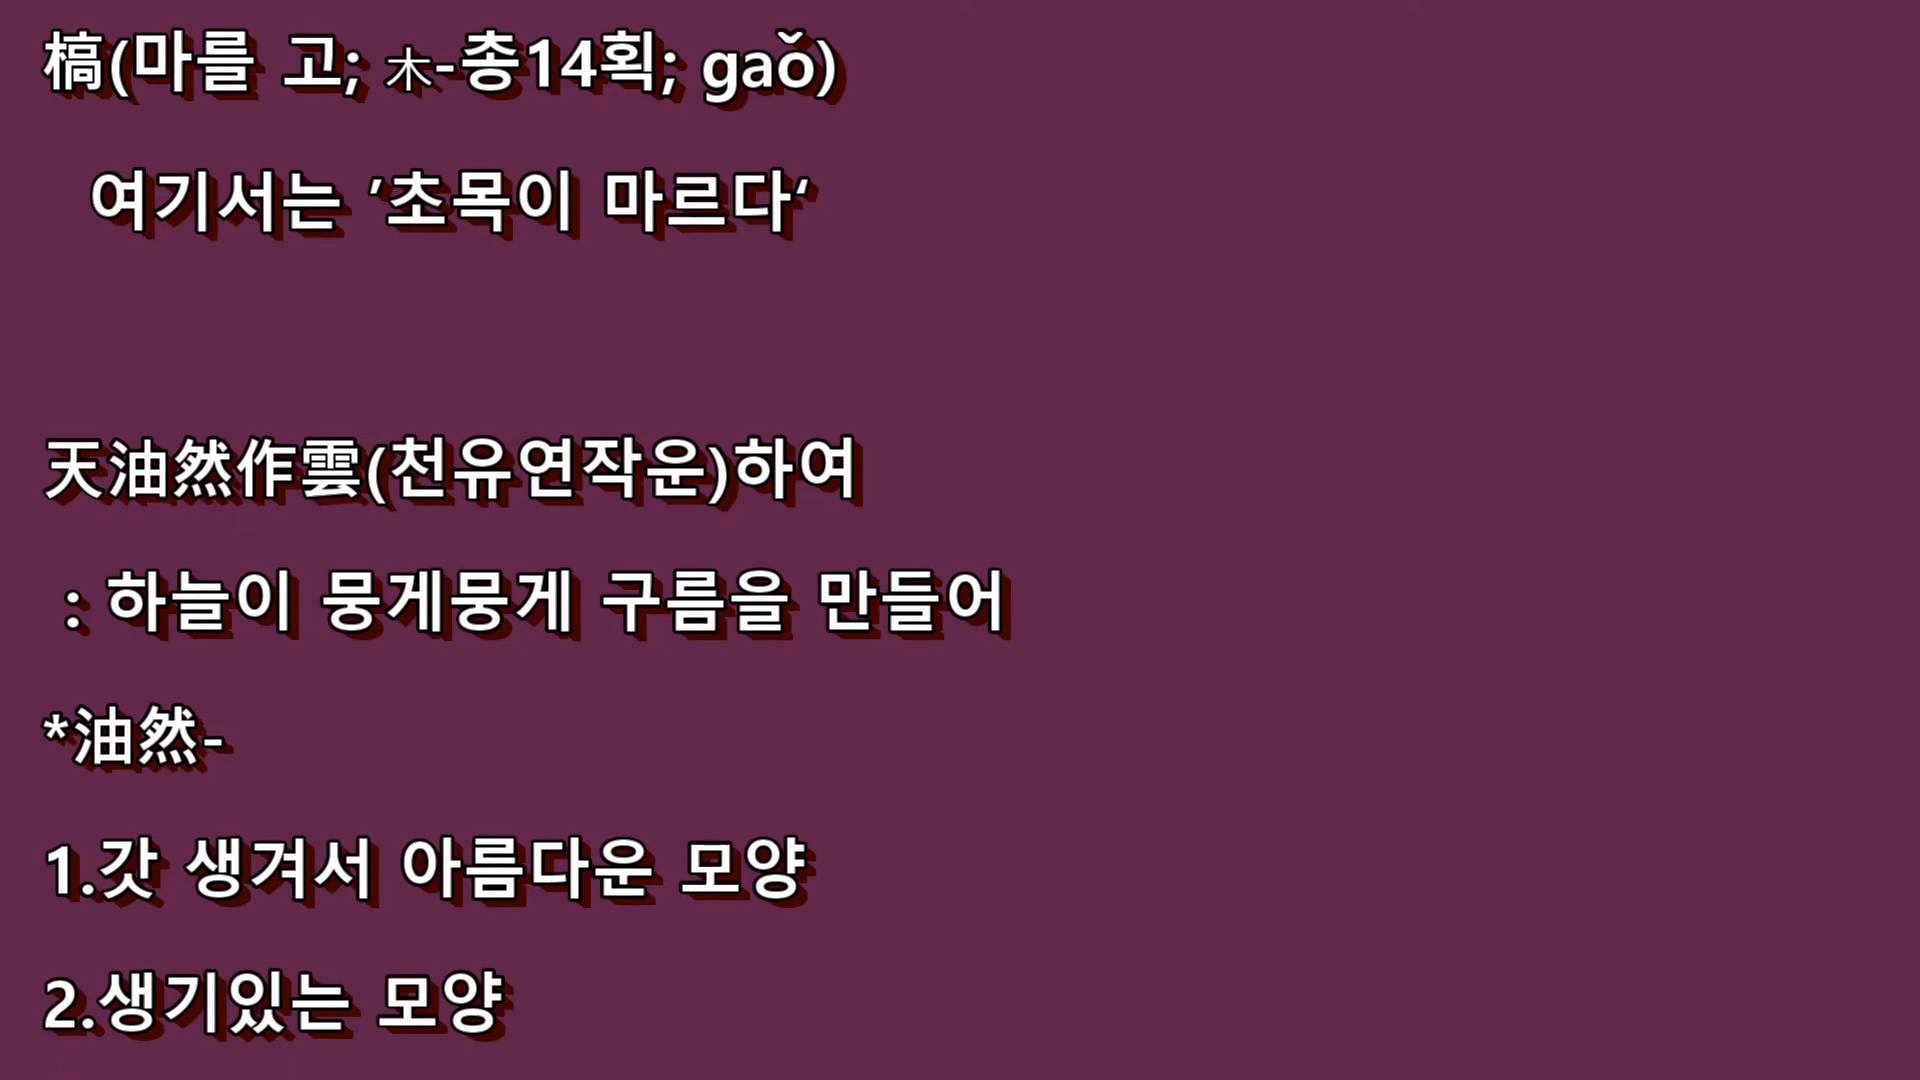 槁(마를 고; 木-총14획; gaǒ)
여기서는 ′초목이 마르다‘
天油然作雲(천유연작운)하여
: 하늘이 뭉게뭉게 구름을 만들어
*油然-
1.갓 생겨서 아름다운 모양
2.생기있는 모양